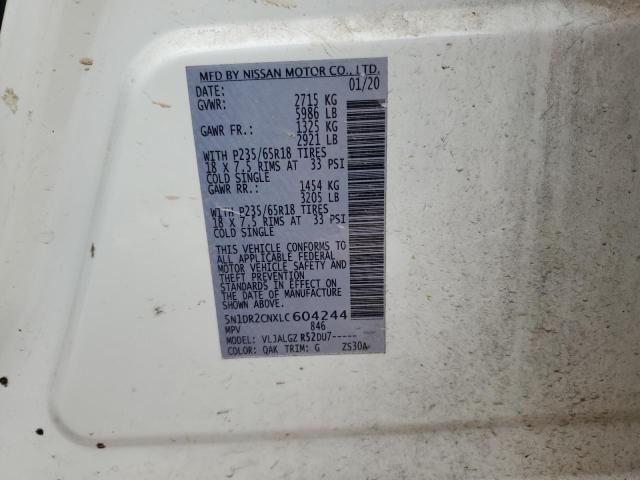 MFD BY NISSAN MOTOR CO., LTD.
DATE: 01/20
GVWR: 2715 KG
5986 LB
GAWR FR.: 1325 KG
2921 LB
WITH P235/65R18 TIRES
18 X 7.5 RIMS AT 33 PSI
COLD SINGLE
GAWR RR.: 1454 KG
3205 LB
WITH P235/65R18 TIRES
18 X 7.5 RIMS AT 33 PSI
COLD SINGLE
THIS VEHICLE CONFORMS TO
ALL APPLICABLE FEDERAL
MOTOR VEHICLE SAFETY AND
THEFT PREVENTION
STANDARDS IN EFFECT ON
THE DATE OF MANUFACTURE
SHOWN ABOVE.
5N1DR2CNXLC604244
MPV 846
MODEL: VLJALGZ R52DU7-----
COLOR: QAK TRIM: G ZS30A